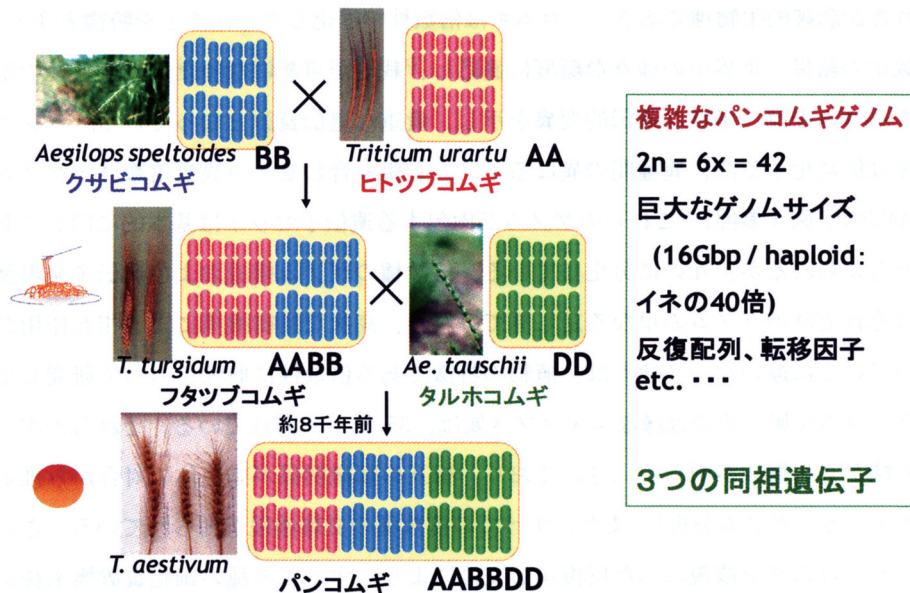 Aegilops speltoides BB
クサビコムギ
Triticum urartu AA
ヒトツブコムギ
T. turgidum AABB
フタツブコムギ
Ae. tauschii DD
タルホコムギ
約8千年前
T. aestivum
パンコムギ AABBDD
複雑なパンコムギゲノム
2n = 6x = 42
巨大なゲノムサイズ
(16Gbp / haploid:
イネの40倍)
反復配列、転移因子
etc. ・・・
3つの同祖遺伝子